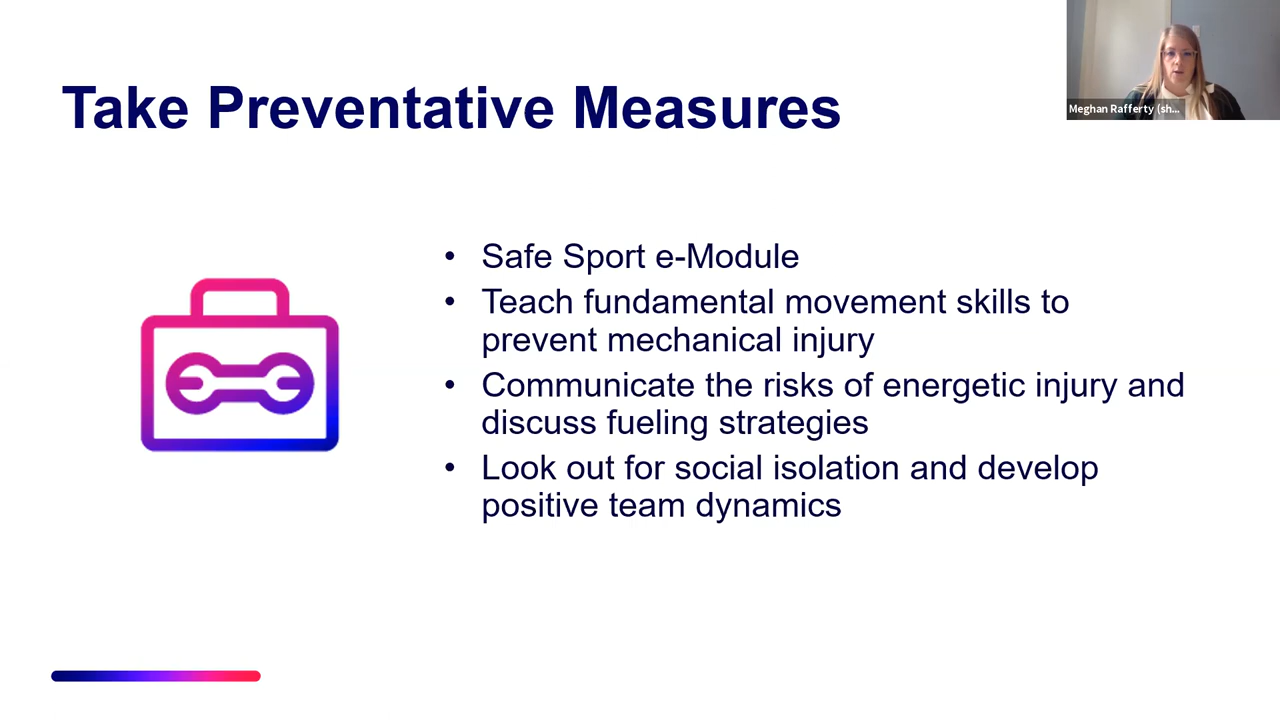 Take Preventative Measures
Meghan Rafferty (sh...
• Safe Sport e-Module
• Teach fundamental movement skills to
prevent mechanical injury
• Communicate the risks of energetic injury and
discuss fueling strategies
• Look out for social isolation and develop
positive team dynamics